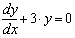 dy/dx + 3 · y = 0